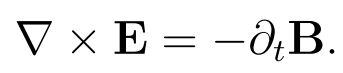 ∇ × 𝐄 = −∂ₜ𝐁.